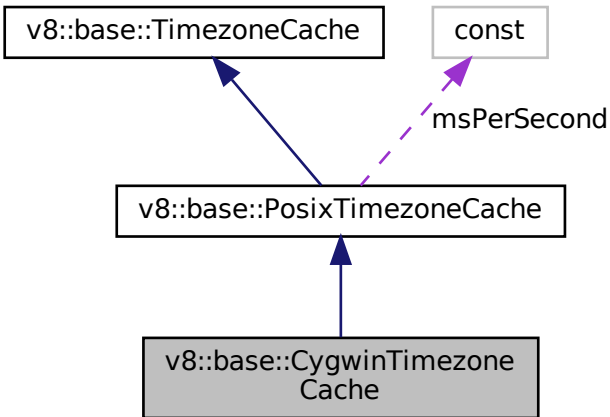 v8::base::TimezoneCache
const
msPerSecond
v8::base::PosixTimezoneCache
v8::base::CygwinTimezone
Cache